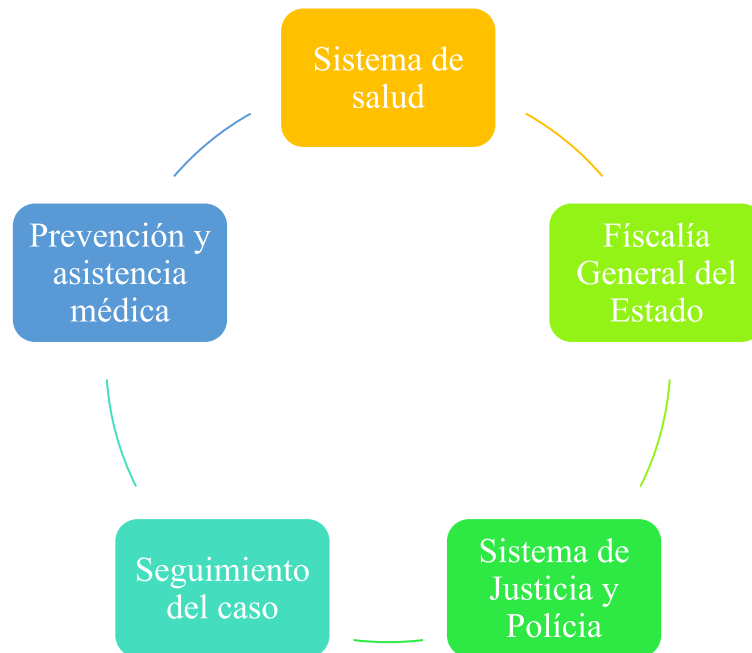 Sistema de
salud
Físcalía
General del
Estado
Sistema de
Justicia y
Polícia
Seguimiento
del caso
Prevención y
asistencia
médica